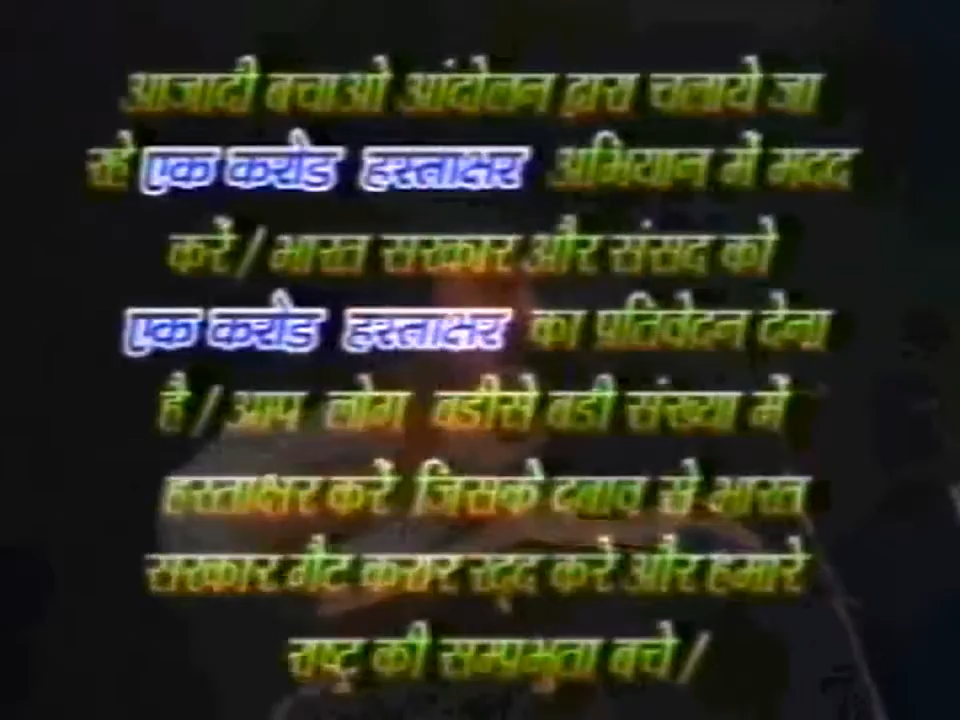 आजादी बचाओ आंदोलन द्वारा चलाये जा
रहे एक करोड हस्ताक्षर अभियान में मदद
करें / भारत सरकार और संसद को
एक करोड हस्ताक्षर का प्रतिवेदन देना
है / आप लोग बडीसे बडी संख्या में
हस्ताक्षर करें जिसके दबाव से भारत
सरकार गैट करार रद्द करे और हमारे
राष्ट्र की सम्प्रभूता बचे /